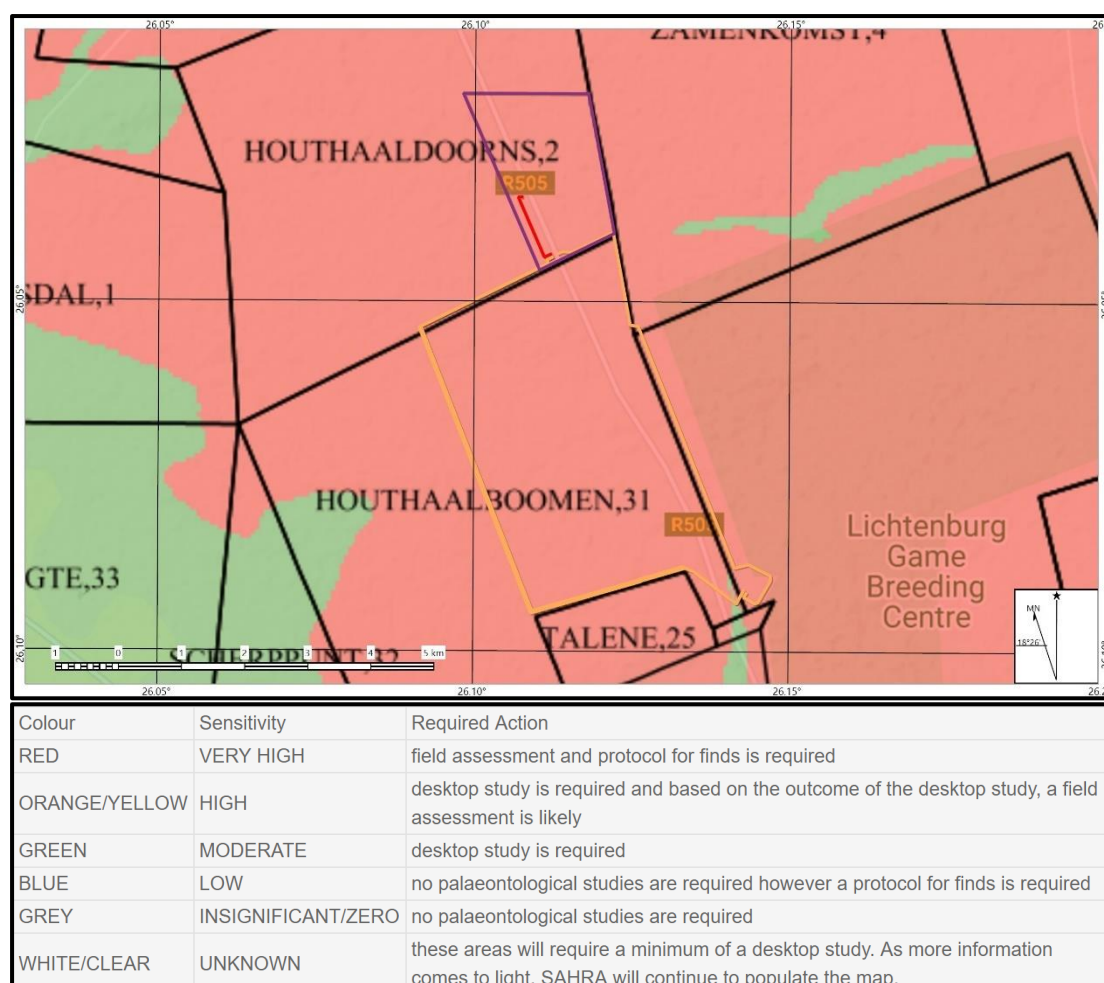 26.05°
26.10°
26.15°
ZAMENKOMST,4
HOUTHAALDOORNS,2
R505
SDAL,1
26.05°
HOUTHAALBOOMEN,31
R505
Lichtenburg
Game
Breeding
Centre
GTE,33
TALENE,25
MN
18°26'
26.10°
1 0 1 2 3 4 5 km
26.05°
26.10°
26.15°
Colour Sensitivity Required Action
RED VERY HIGH field assessment and protocol for finds is required
ORANGE/YELLOW HIGH desktop study is required and based on the outcome of the desktop study, a field
assessment is likely
GREEN MODERATE desktop study is required
BLUE LOW no palaeontological studies are required however a protocol for finds is required
GREY INSIGNIFICANT/ZERO no palaeontological studies are required
WHITE/CLEAR UNKNOWN these areas will require a minimum of a desktop study. As more information
comes to light, SAHRA will continue to populate the map.